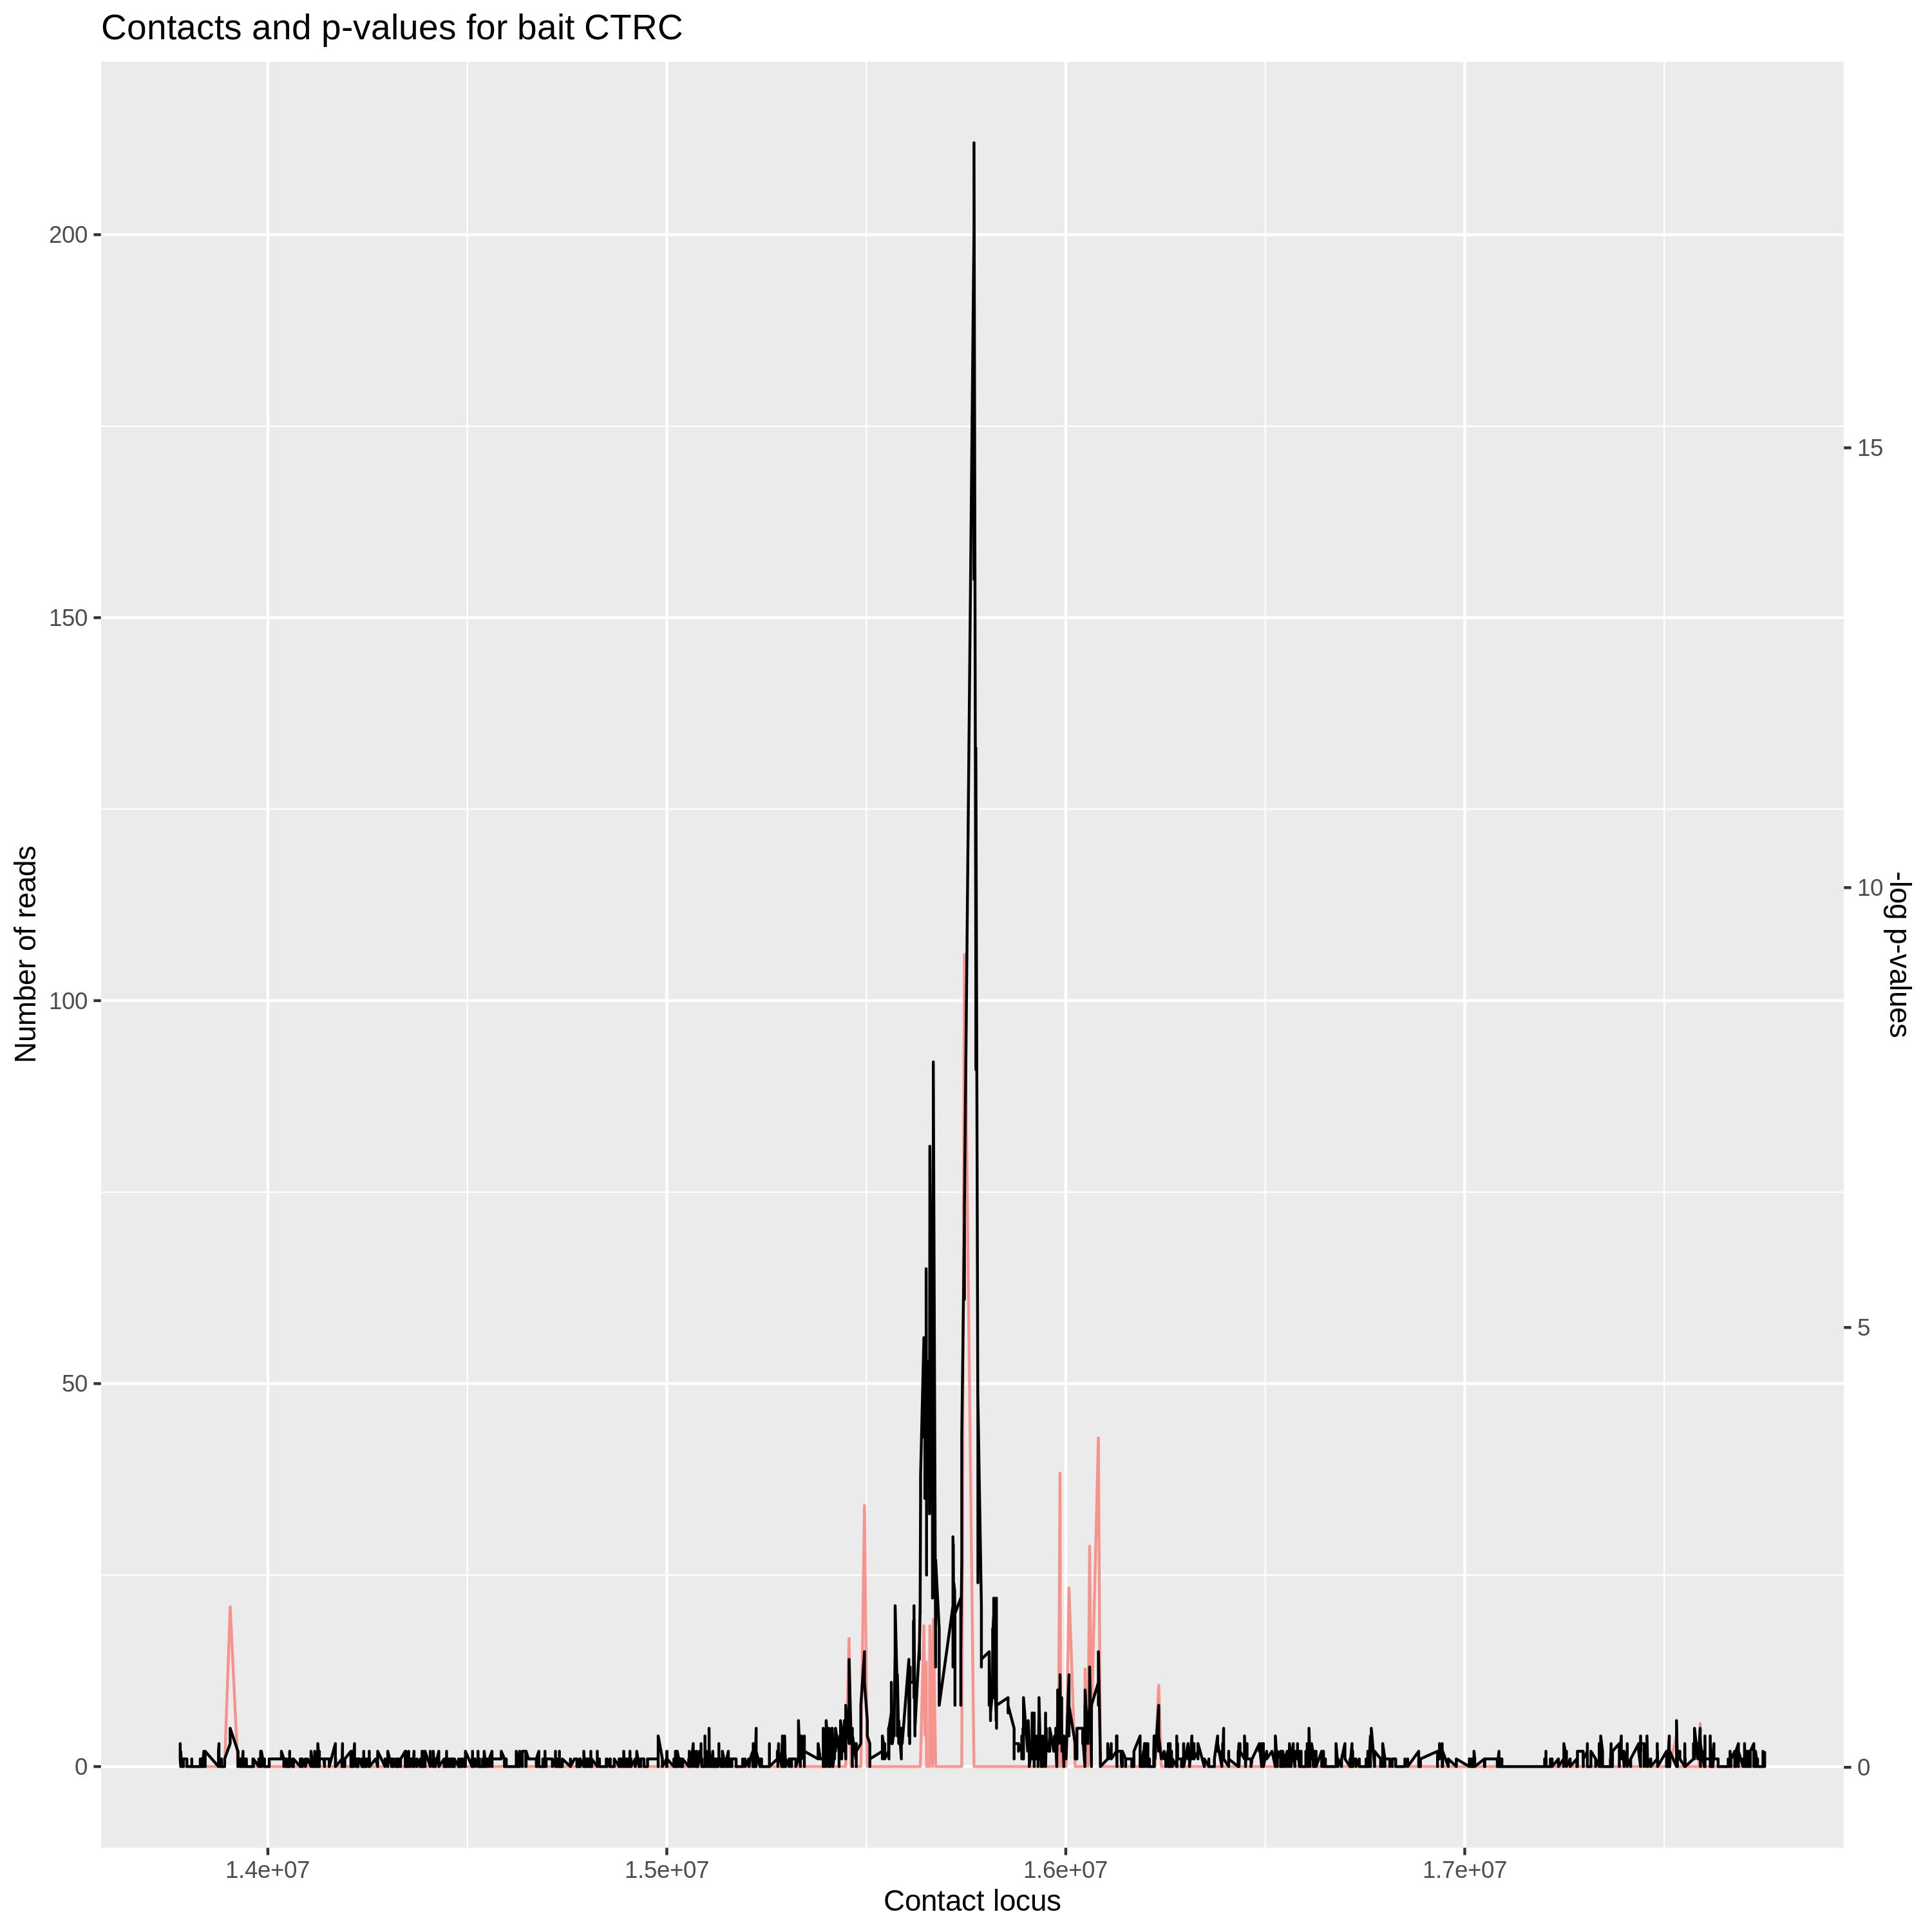 Contacts and p-values for bait CTRC
200
150
100
50
0
Number of reads
15
10
5
0
-log p-values
1.4e+07 1.5e+07 1.6e+07 1.7e+07
Contact locus